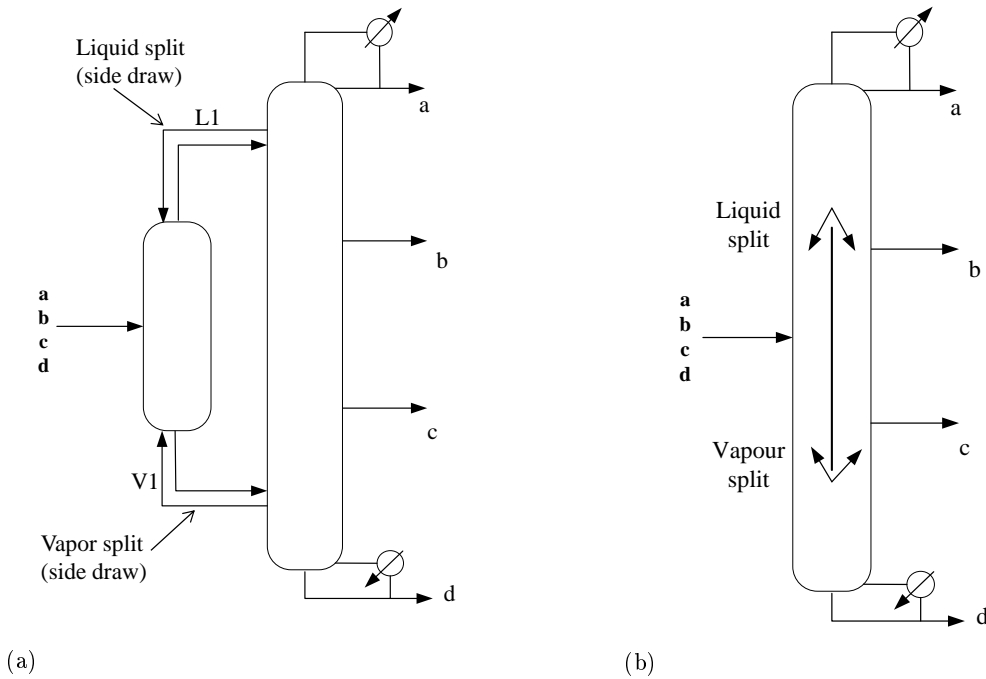 Liquid split
(side draw)
L1
a
a
b
c
d
b
c
V1
Vapor split
(side draw)
d
(a)
a
Liquid
split
b
a
b
c
d
c
Vapour
split
d
(b)